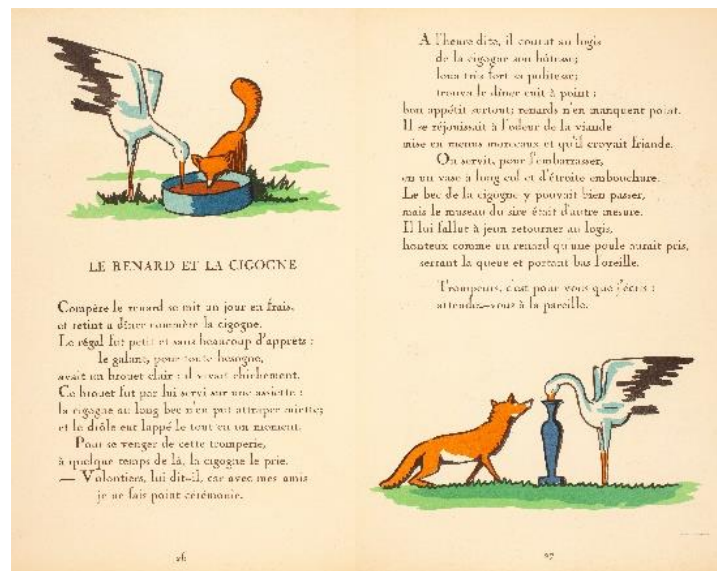 LE RENARD ET LA CIGOGNE
Compère le renard se mit un jour en frais,
et retint à dîner commère la cigogne.
Le régal fut petit et sans beaucoup d'apprets :
le galant, pour toute besogne,
avait un brouet clair : il vivait chichement.
Ce brouet fut par lui servi sur une assiette :
la cigogne au long bec n'en put attraper miette;
et le drôle eut lappé le tout en un moment.
Pour se venger de cette tromperie,
à quelque temps de là, la cigogne le prie.
— Volontiers, lui dit-il, car avec mes amis
je ne fais point cérémonie.
26
A l'heure dite, il courut au logis
de la cigogne son hôtesse;
loua très fort sa politesse;
trouva le dîner cuit à point :
bon appétit surtout; renards n'en manquent point.
Il se réjouissait à l'odeur de la viande
mise en menus morceaux et qu'il croyait friande.
On servit, pour l'embarrasser,
en un vase à long col et d'étroite embouchure.
Le bec de la cigogne y pouvait bien passer,
mais le museau du sire était d'autre mesure.
Il lui fallut à jeun retourner au logis,
honteux comme un renard qu'une poule aurait pris,
serrant la queue et portant bas l'oreille.
Trompeurs, c'est pour vous que j'écris :
attendez-vous à la pareille.
27